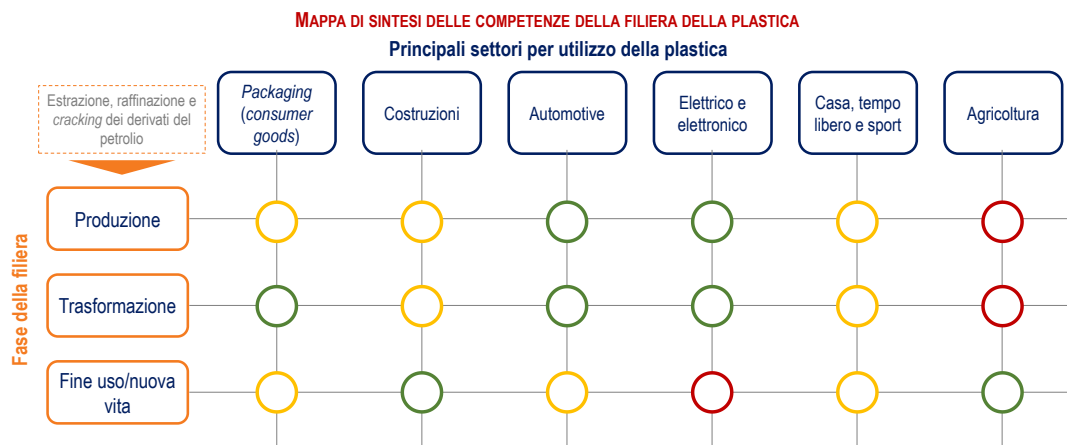 MAPPA DI SINTESI DELLE COMPETENZE DELLA FILIERA DELLA PLASTICA
Principali settori per utilizzo della plastica
Estrazione, raffinazione e
cracking dei derivati del
petrolio
Packaging
(consumer
goods)
Costruzioni
Automotive
Elettrico e
elettronico
Casa, tempo
libero e sport
Agricoltura
Fase della filiera
Produzione
Trasformazione
Fine uso/nuova
vita